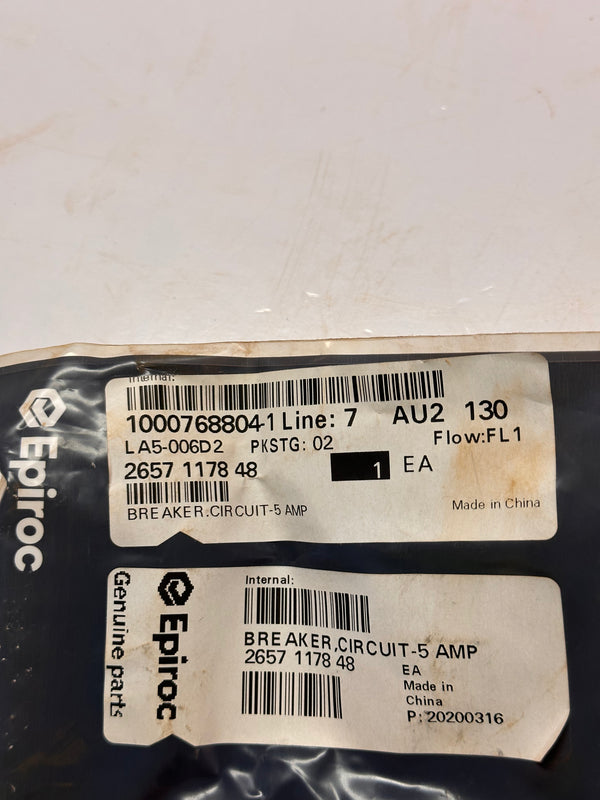 Epiroc
Internal:
1000768804-1 Line: 7 AU2 130
LA5-006D2 PKSTG: 02 Flow:FL1
2657 1178 48 1 EA
BREAKER.CIRCUIT-5 AMP
Made in China
Genuine parts
Epiroc
Internal:
BREAKER,CIRCUIT-5 AMP
2657 1178 48
EA
Made in
China
P: 20200316